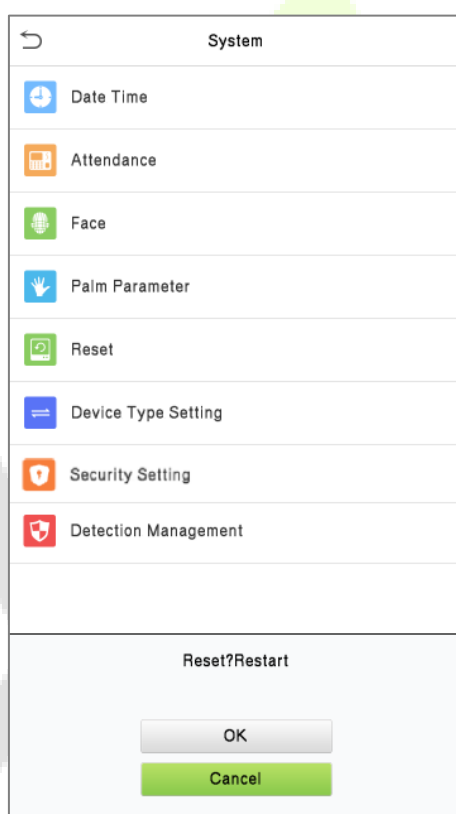 System
Date Time
Attendance
Face
Palm Parameter
Reset
Device Type Setting
Security Setting
Detection Management
Reset?Restart
OK
Cancel